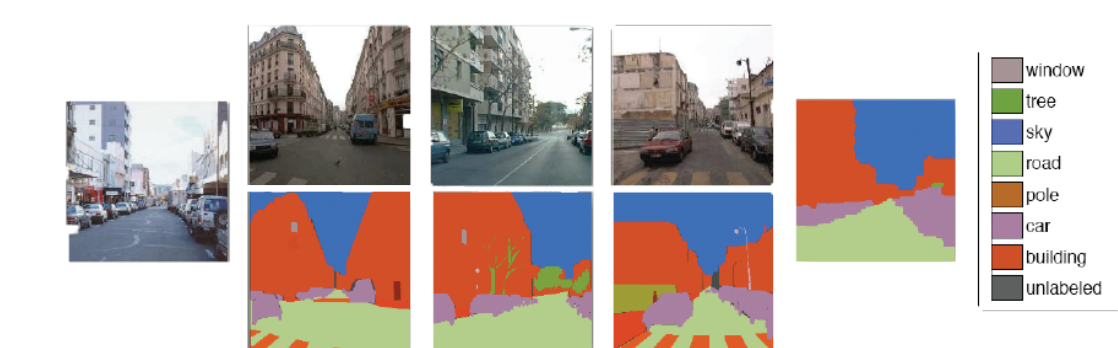 window
tree
sky
road
pole
car
building
unlabeled